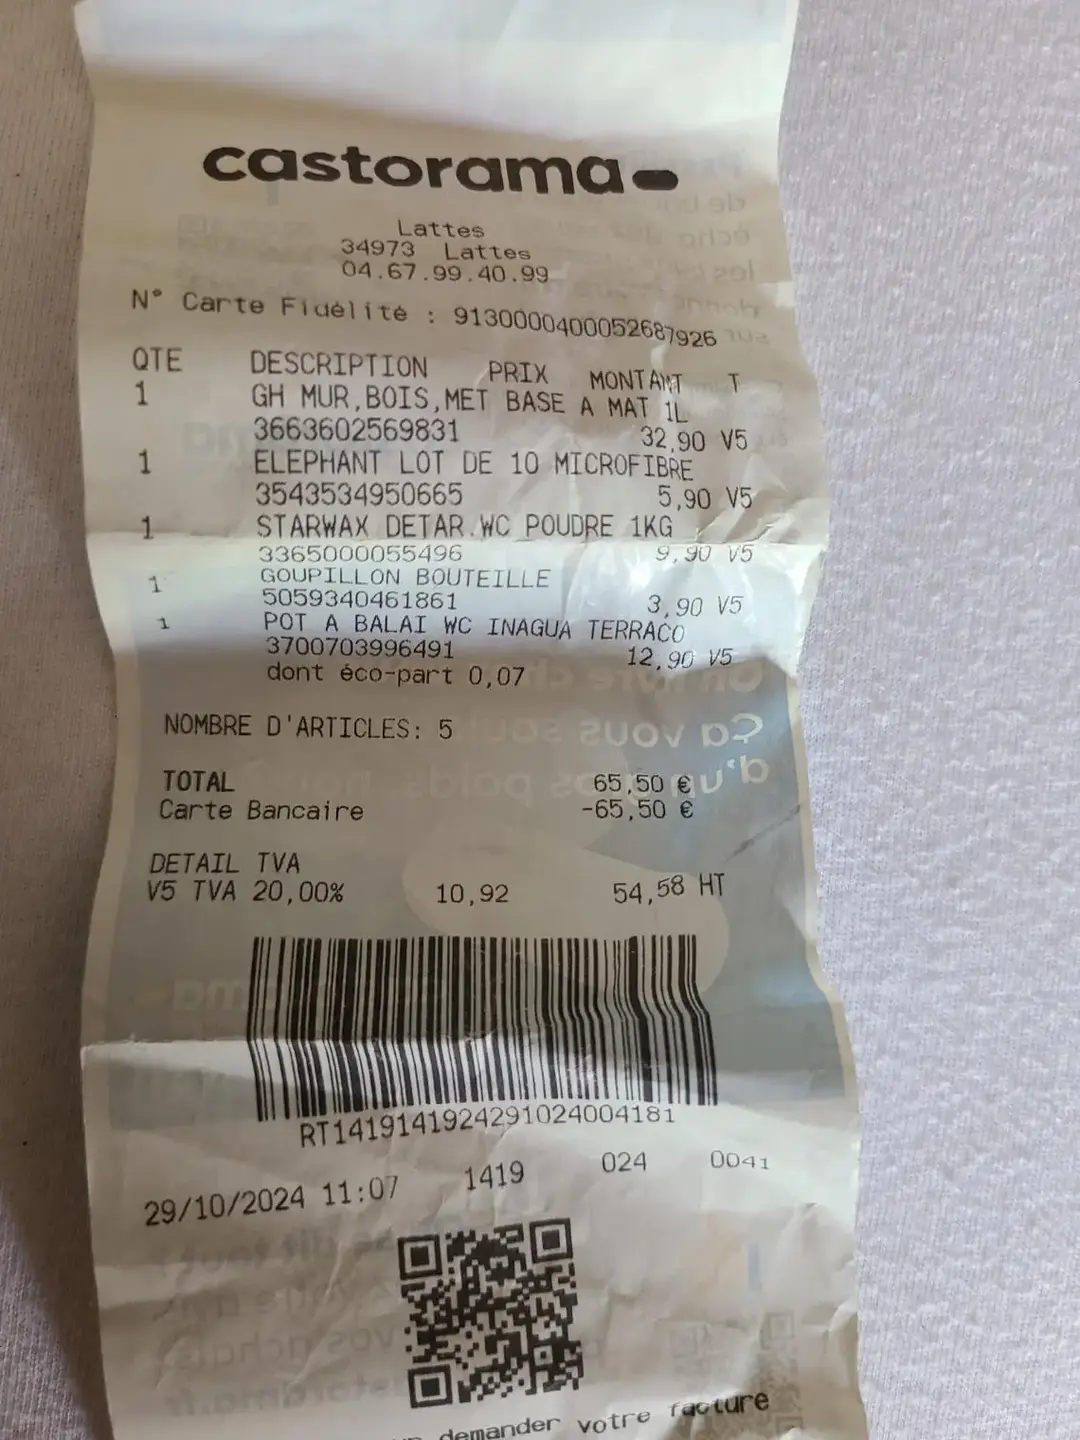 castorama
Lattes
34973 Lattes
04.67.99.40.99
N° Carte Fidélité : 9130000400052687926
QTE DESCRIPTION PRIX MONTANT T
1 GH MUR,BOIS,MET BASE A MAT 1L
3663602569831 32,90 V5
1 ELEPHANT LOT DE 10 MICROFIBRE
3543534950665 5,90 V5
1 STARWAX DETAR.WC POUDRE 1KG
3365000055496 9,90 V5
1 GOUPILLON BOUTEILLE
5059340461861 3,90 V5
1 POT A BALAI WC INAGUA TERRACO
3700703996491 12,90 V5
dont éco-part 0,07
NOMBRE D'ARTICLES: 5
TOTAL 65,50 €
Carte Bancaire -65,50 €
DETAIL TVA
V5 TVA 20,00% 10,92 54,58 HT
RT1419141924291024004181
29/10/2024 11:07 1419 024 0041
demander votre facture